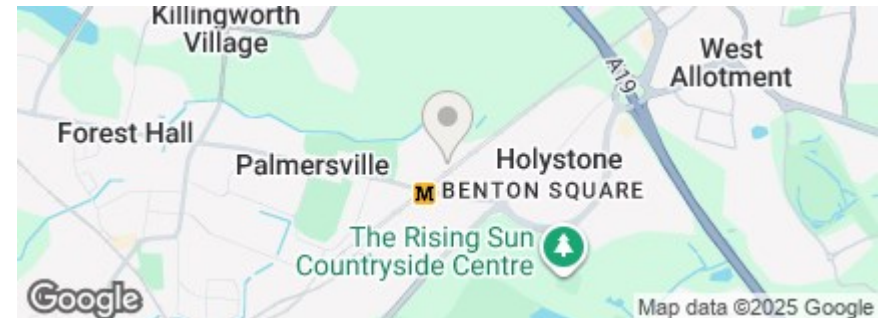 Killingworth
Village
West
Allotment
A19
Forest Hall
Palmersville
Holystone
M BENTON SQUARE
The Rising Sun
Countryside Centre
Google
Map data ©2025 Google